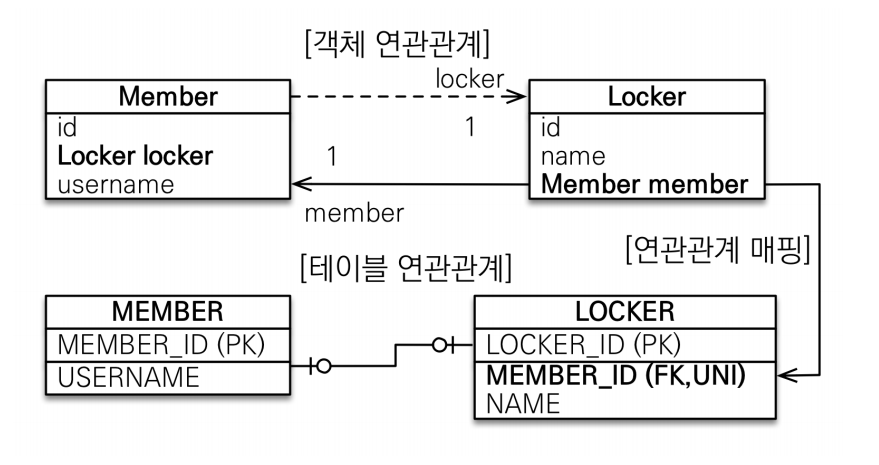 [객체 연관관계]
Member
id
Locker locker
username
locker
1
1
member
Locker
id
name
Member member
[연관관계 매핑]
[테이블 연관관계]
MEMBER
MEMBER_ID (PK)
USERNAME
LOCKER
LOCKER_ID (PK)
MEMBER_ID (FK,UNI)
NAME